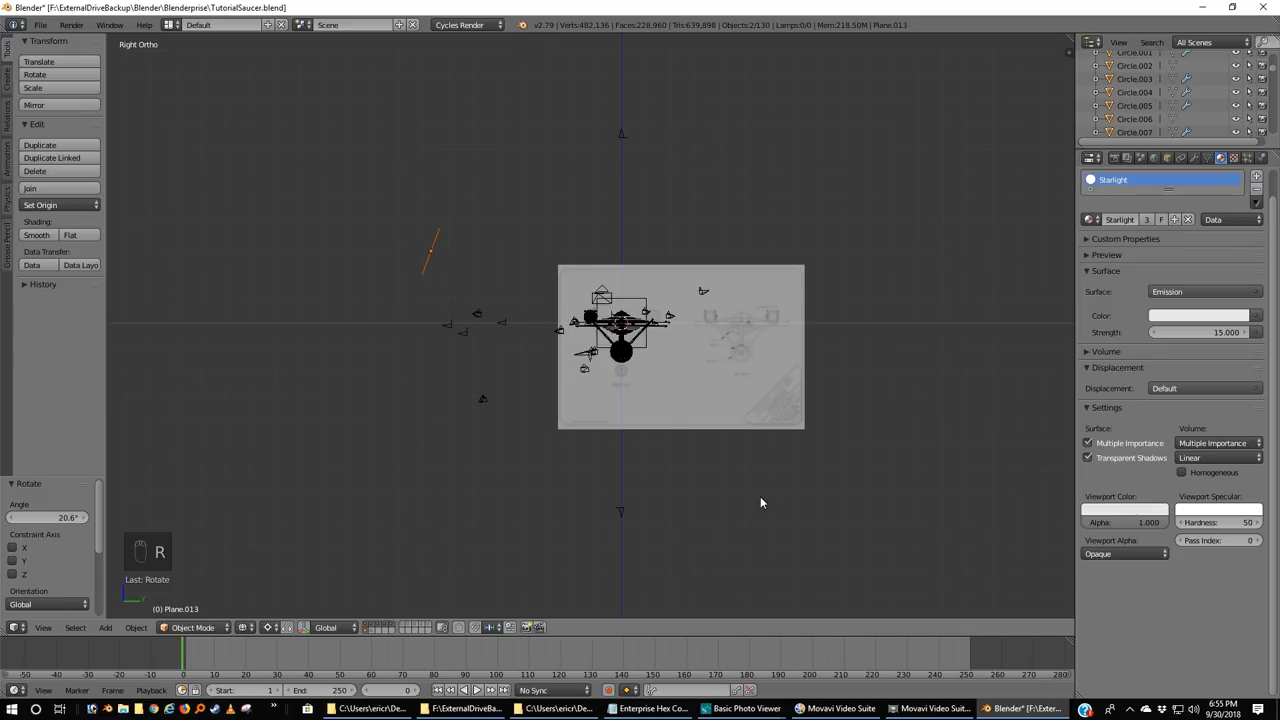 Blender* [F:\ExternalDriveBackup\Blender\Blenderprise\TutorialSaucer.blend]
File Render Window Help Default Scene Cycles Render v2.79 | Verts:482,136 | Faces:228,960 | Tris:639,898 | Objects:2/130 | Lamps:0/0 | Mem:218.50M | Plane.013
View Search All Scenes
Right Ortho
Tools
Create
Relations
Animation
Physics
Grease Pencil
Transform
Translate
Rotate
Scale
Mirror
Edit
Duplicate
Duplicate Linked
Delete
Join
Set Origin
Shading:
Smooth Flat
Data Transfer:
Data Data Layo
History
Rotate
Angle
20.6°
Constraint Axis
X
Y
Z
Orientation
Global
R
Last: Rotate
(0) Plane.013
Circle.001
Circle.002
Circle.003
Circle.004
Circle.005
Circle.006
Circle.007
Starlight
Starlight 3 F Data
Custom Properties
Preview
Surface
Surface: Emission
Color:
Strength: 15.000
Volume
Displacement
Displacement: Default
Settings
Surface: Volume:
Multiple Importance Multiple Importance
Transparent Shadows Linear
Homogeneous
Viewport Color: Viewport Specular:
Alpha: 1.000 Hardness: 50
Viewport Alpha: Pass Index: 0
Opaque
View Select Add Object Object Mode Global
-50 -40 -30 -20 -10 0 10 20 30 40 50 60 70 80 90 100 110 120 130 140 150 160 170 180 190 200 210 220 230 240 250 260 270 280
View Marker Frame Playback Start: 1 End: 250 0 No Sync
C:\Users\eric\De... F:\ExternalDriveBa... C:\Users\eric\De... Enterprise Hex Co... Basic Photo Viewer Movavi Video Suite Movavi Video Suite... Blender* [F:\Exter...
6:55 PM
9/30/2018